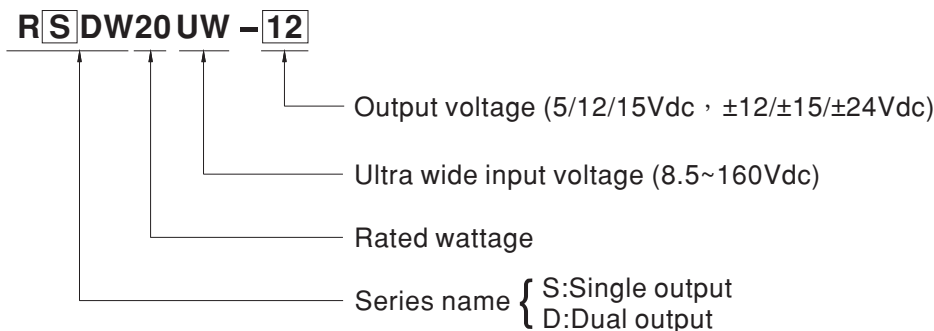 RSDW20UW-12
Output voltage (5/12/15Vdc，±12/±15/±24Vdc)
Ultra wide input voltage (8.5~160Vdc)
Rated wattage
Series name { S:Single output
D:Dual output